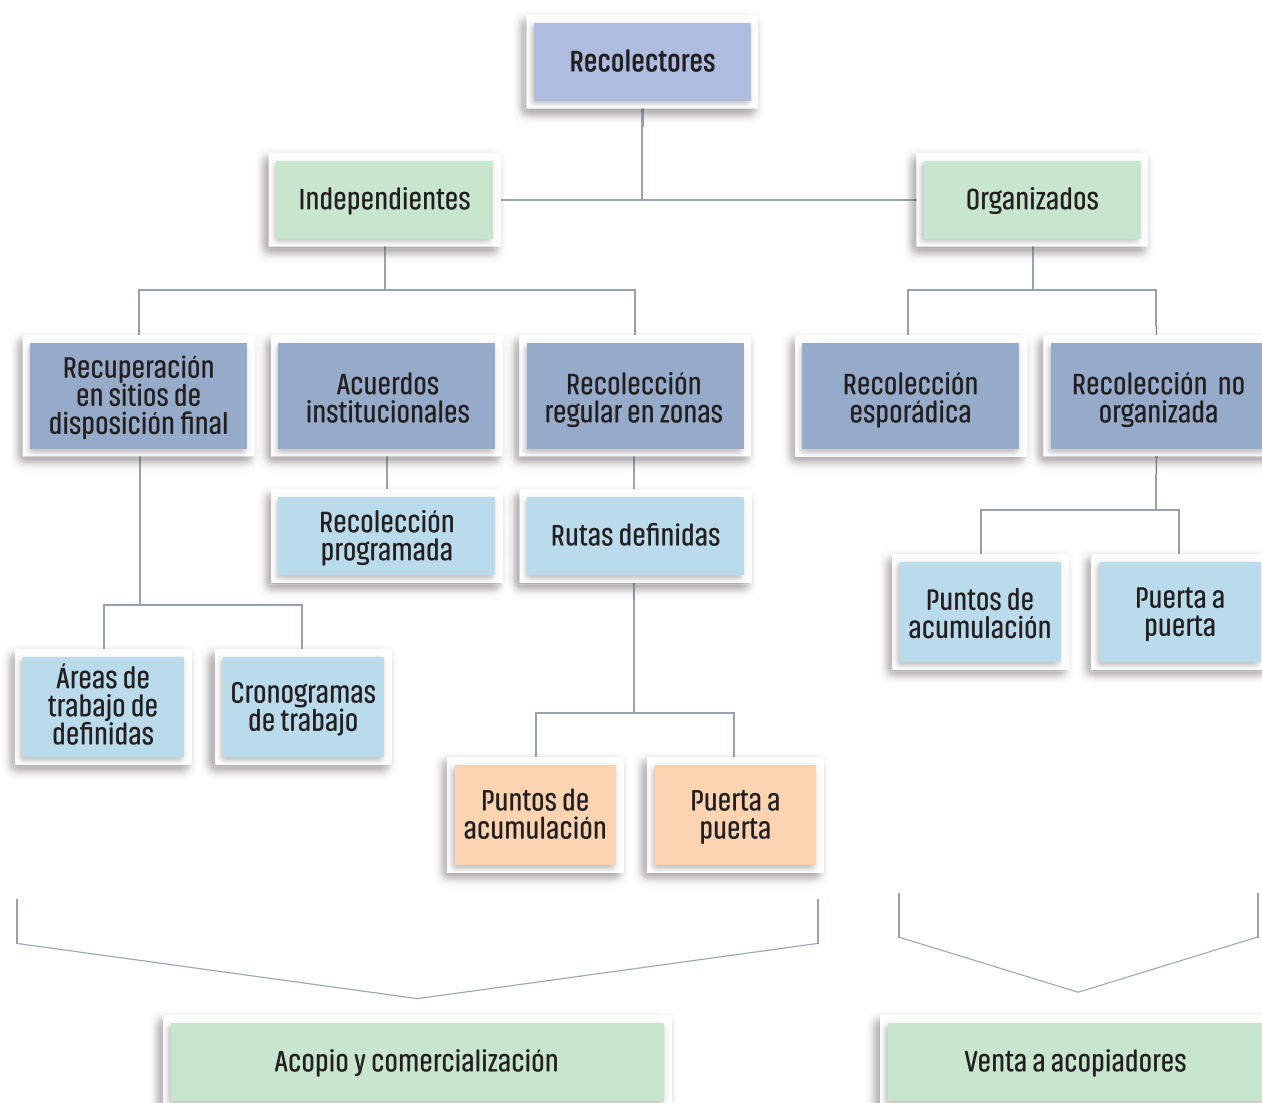 Recolectores
Independientes
Organizados
Recuperación
en sitios de
disposición final
Acuerdos
institucionales
Recolección
regular en zonas
Recolección
esporádica
Recolección no
organizada
Recolección
programada
Rutas definidas
Puntos de
acumulación
Puerta a
puerta
Áreas de
trabajo de
definidas
Cronogramas
de trabajo
Puntos de
acumulación
Puerta a
puerta
Acopio y comercialización
Venta a acopiadores